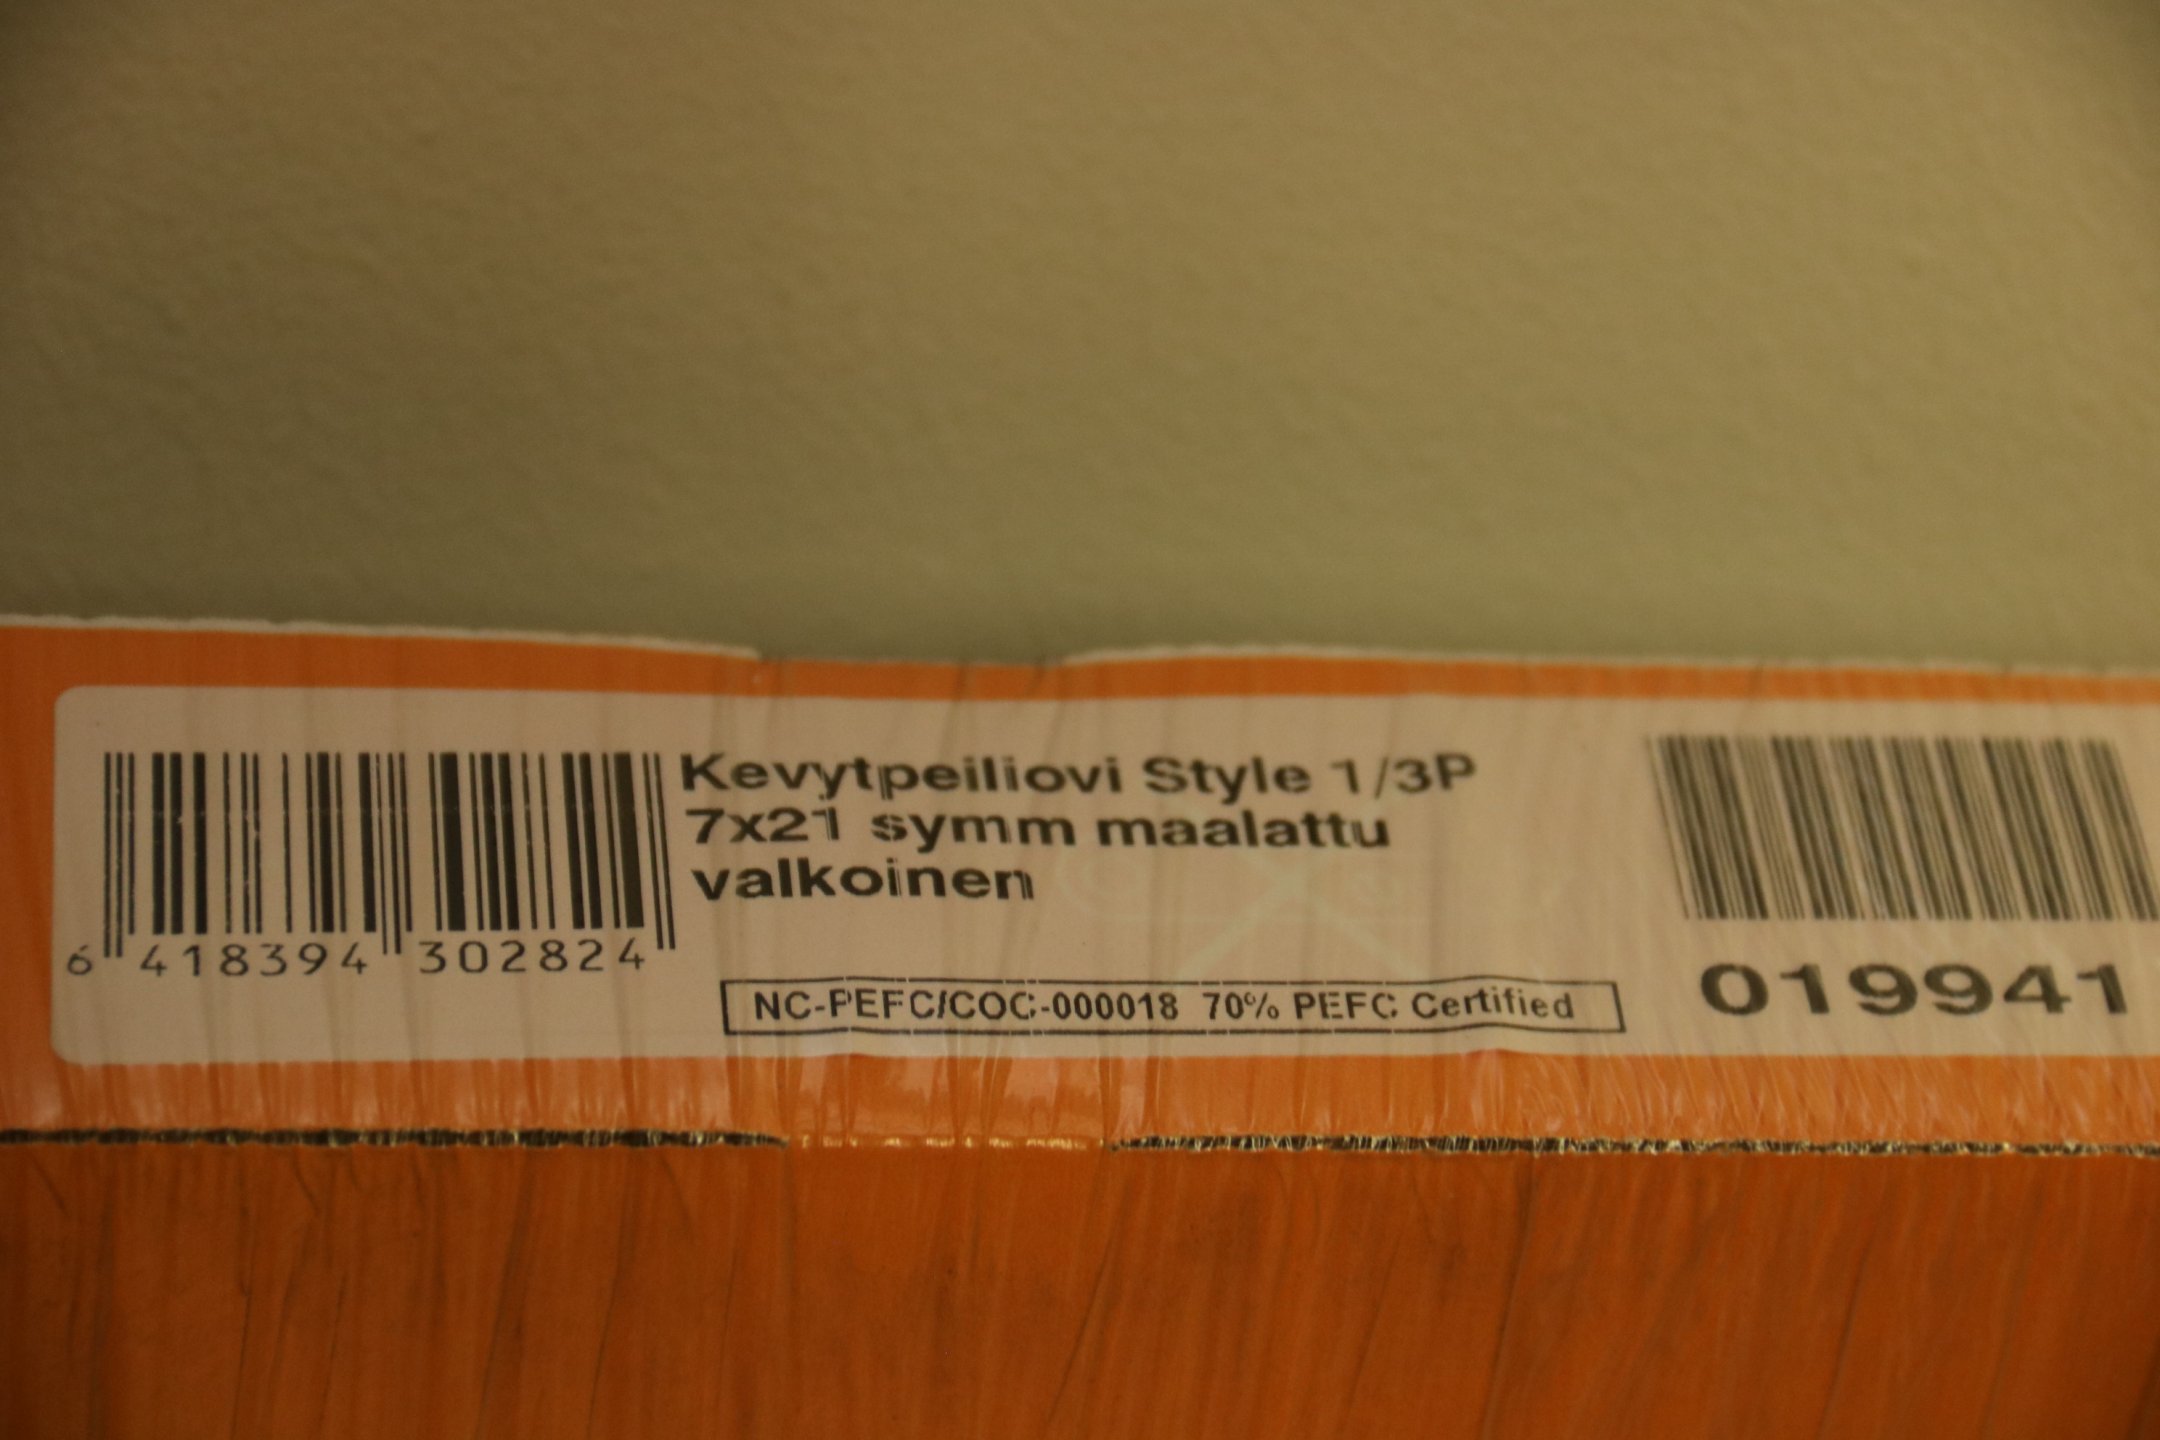 Kevytpeiliovi Style 1/3P
7x21 symm maalattu
valkoinen
6 418394 302824
NC-PEFC/COC-000018 70% PEFC Certified
019941